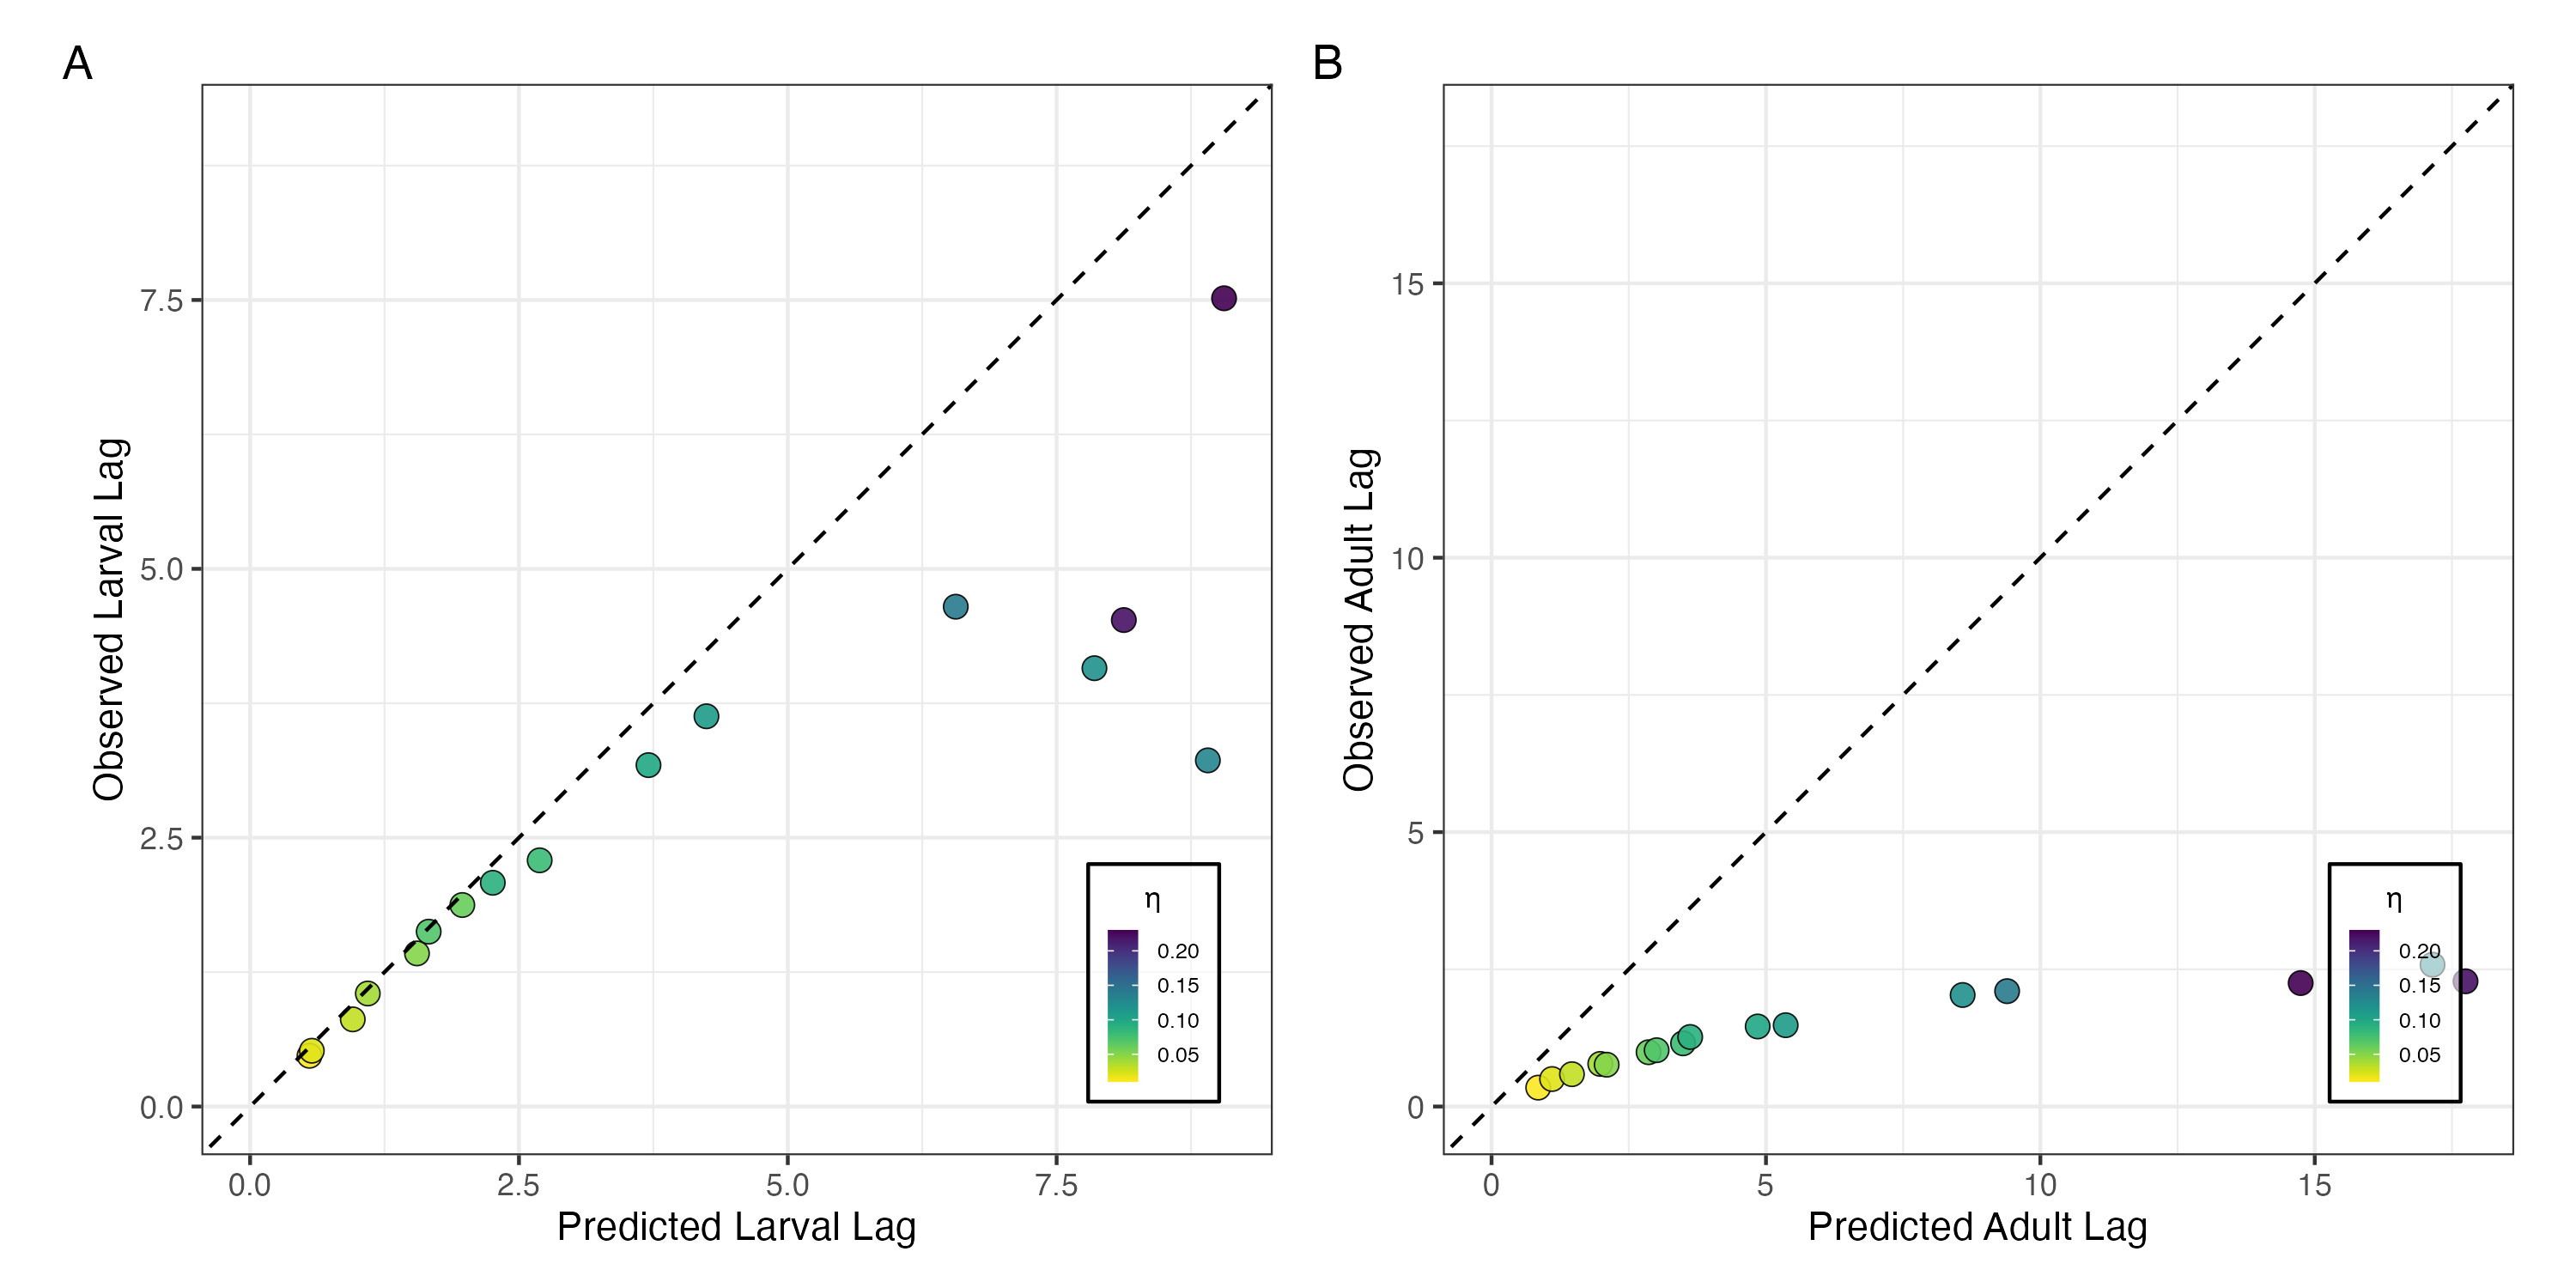 A
Observed Larval Lag
7.5
5.0
2.5
0.0
0.0 2.5 5.0 7.5
Predicted Larval Lag
η
0.20
0.15
0.10
0.05
B
Observed Adult Lag
15
10
5
0
0 5 10 15
Predicted Adult Lag
η
0.20
0.15
0.10
0.05